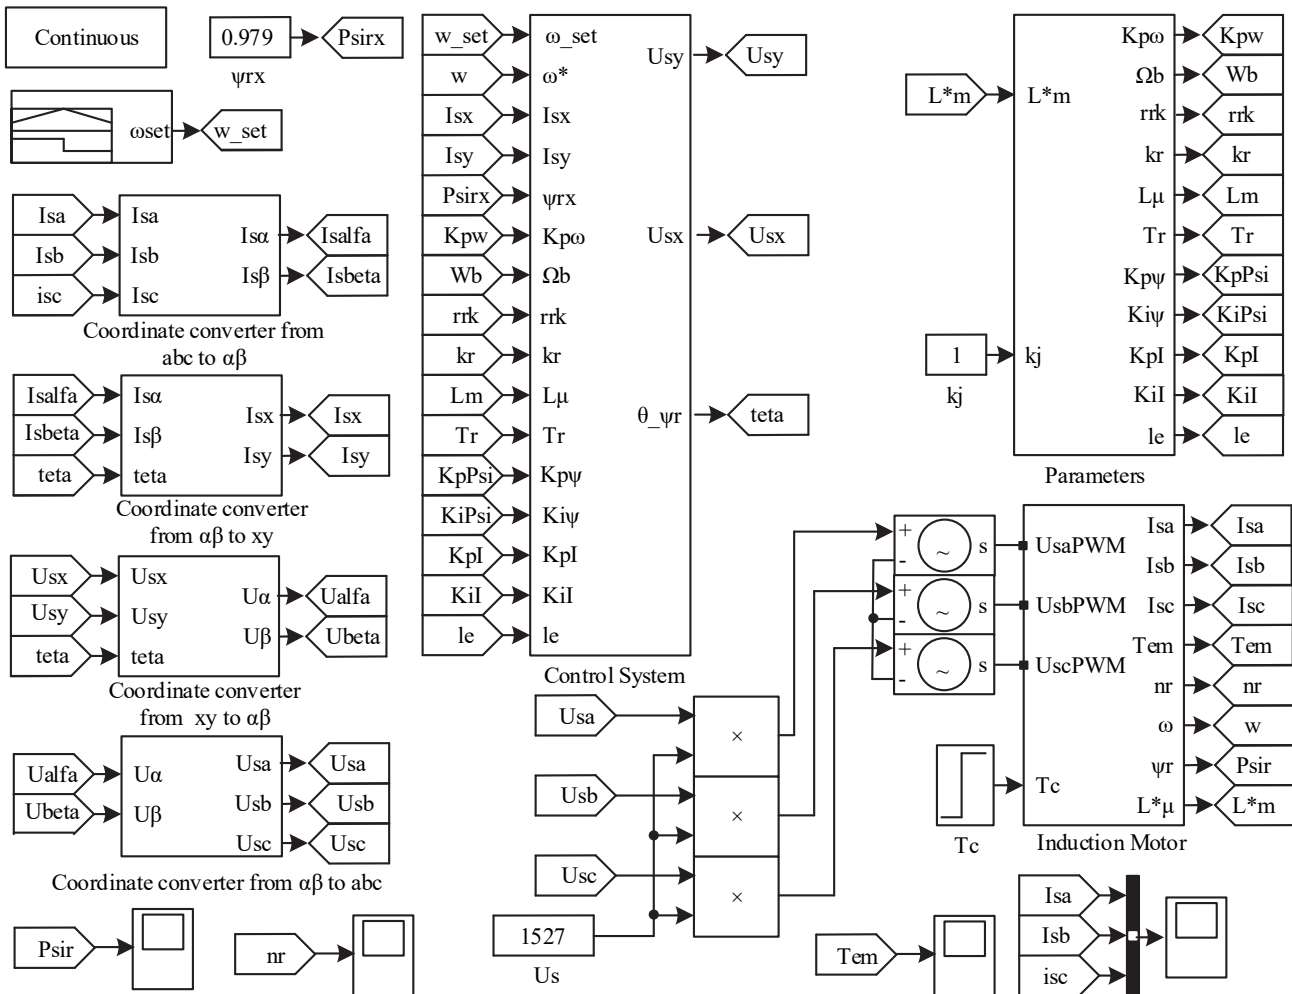 Continuous
0.979
Psirx
ψrx
ωset
w_set
Isa
Isb
isc
Isa
Isb
Isc
Isα
Isβ
Isalfa
Isbeta
Coordinate converter from
abc to αβ
Isalfa
Isbeta
teta
Isα
Isβ
teta
Isx
Isy
Isx
Isy
Coordinate converter
from αβ to xy
Usx
Usy
teta
Usx
Usy
teta
Uα
Uβ
Ualfa
Ubeta
Coordinate converter
from xy to αβ
Ualfa
Ubeta
Uα
Uβ
Usa
Usb
Usc
Usa
Usb
Usc
Coordinate converter from αβ to abc
Psir
nr
w_set
w
Isx
Isy
Psirx
Kpw
Wb
rrk
kr
Lm
Tr
KpPsi
KiPsi
KpI
KiI
le
ω_set
ω*
Isx
Isy
ψrx
Kpω
Ωb
rrk
kr
Lμ
Tr
Kpψ
Kiψ
KpI
KiI
le
Usy
Usx
θ_ψr
Usy
Usx
teta
Control System
Usa
Usb
Usc
1527
Us
×
×
×
L*m
1
kj
L*m
kj
Kpω
Ωb
rrk
kr
Lμ
Tr
Kpψ
Kiψ
KpI
KiI
le
Kpw
Wb
rrk
kr
Lm
Tr
KpPsi
KiPsi
KpI
KiI
le
Parameters
+
-
~
s
+
-
~
s
+
-
~
s
UsaPWM
UsbPWM
UscPWM
Tc
Tc
Isa
Isb
Isc
Tem
nr
ω
ψr
L*μ
Isa
Isb
Isc
Tem
nr
w
Psir
L*m
Induction Motor
Tem
Isa
Isb
isc